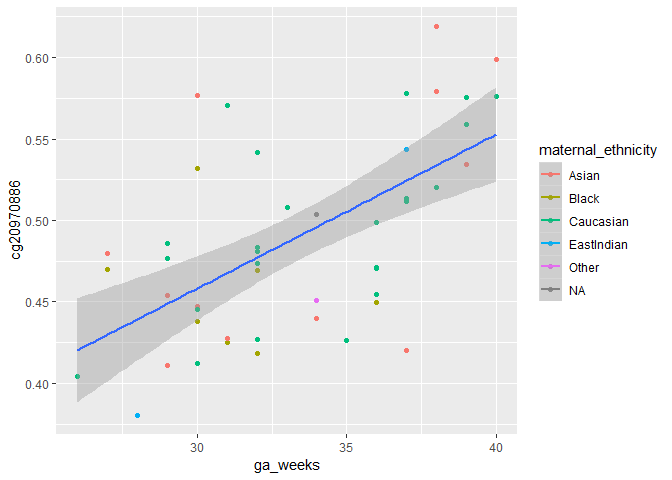 0.60
0.55
0.50
0.45
0.40
cg20970886
30
35
40
ga_weeks
maternal_ethnicity
Asian
Black
Caucasian
EastIndian
Other
NA